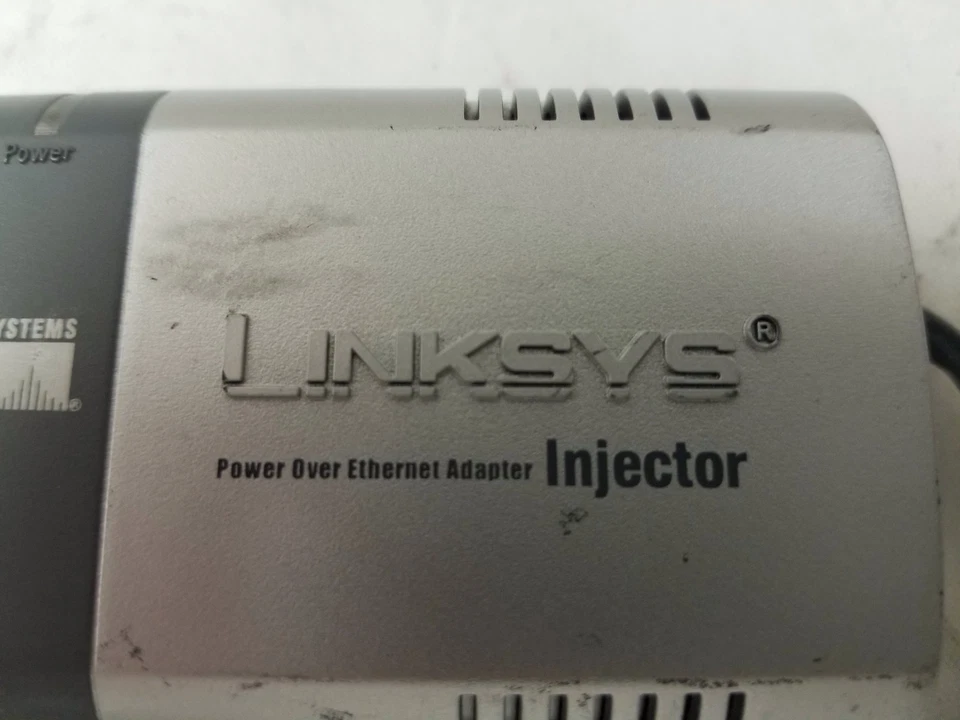 Power
YSTEMS
®
LINKSYS®
Power Over Ethernet Adapter Injector